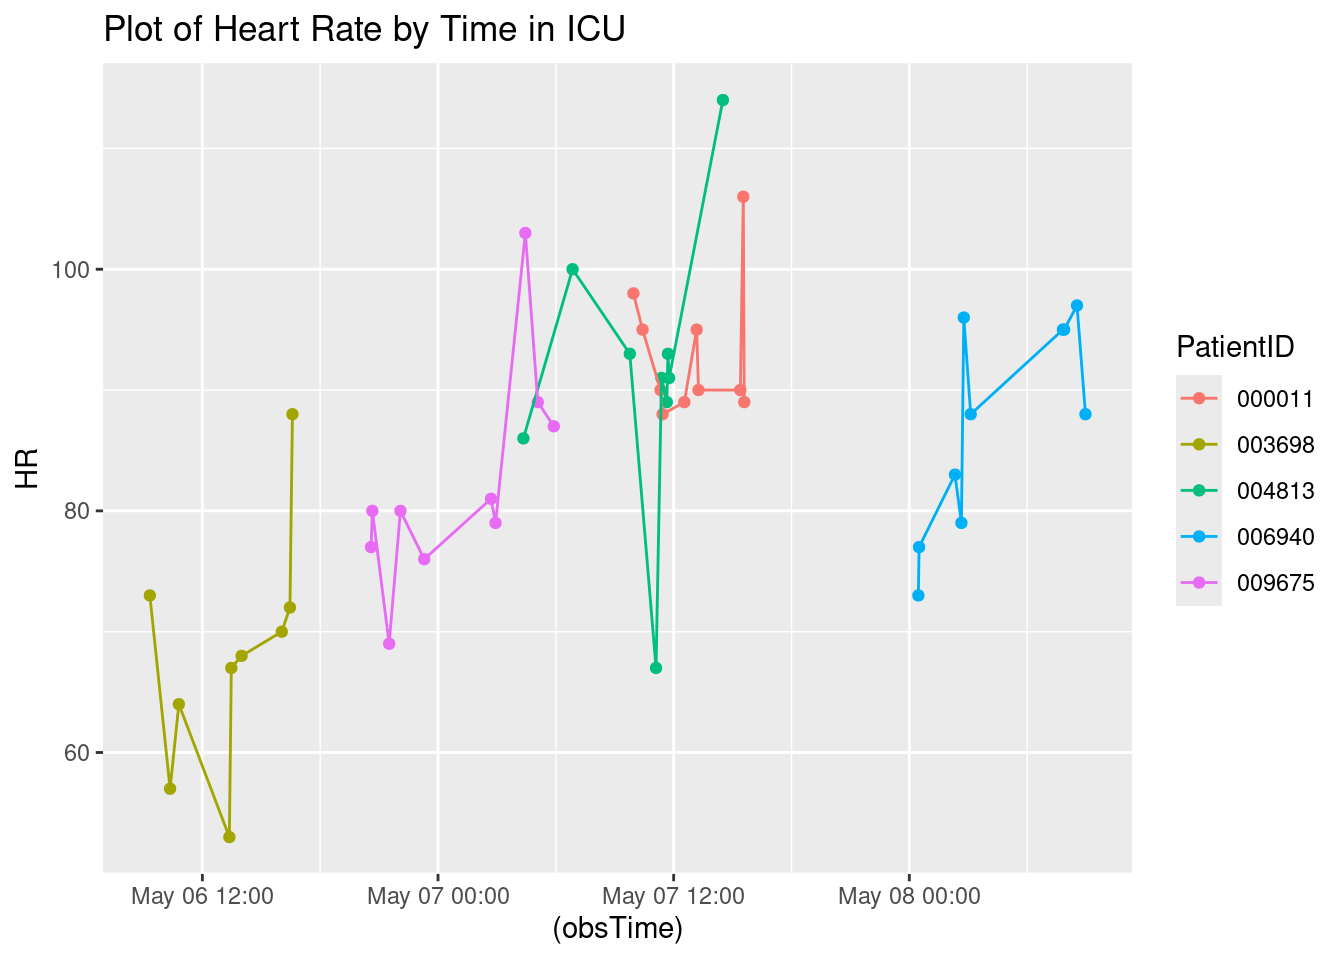 Plot of Heart Rate by Time in ICU
HR
100
80
60
May 06 12:00
May 07 00:00
May 07 12:00
May 08 00:00
(obsTime)
PatientID
000011
003698
004813
006940
009675